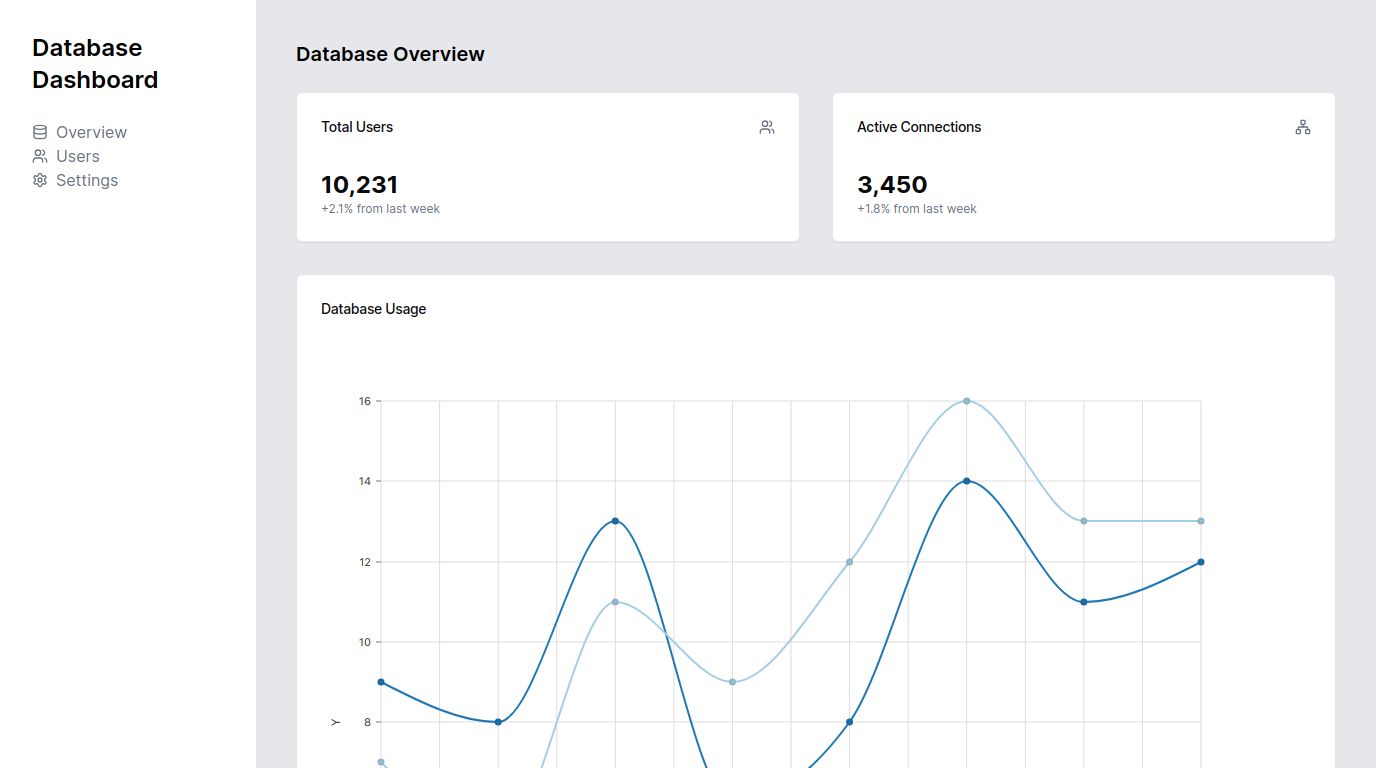 Database
Dashboard
Overview
Users
Settings
Database Overview
Total Users
10,231
+2.1% from last week
Active Connections
3,450
+1.8% from last week
Database Usage
16
14
12
10
8
Y